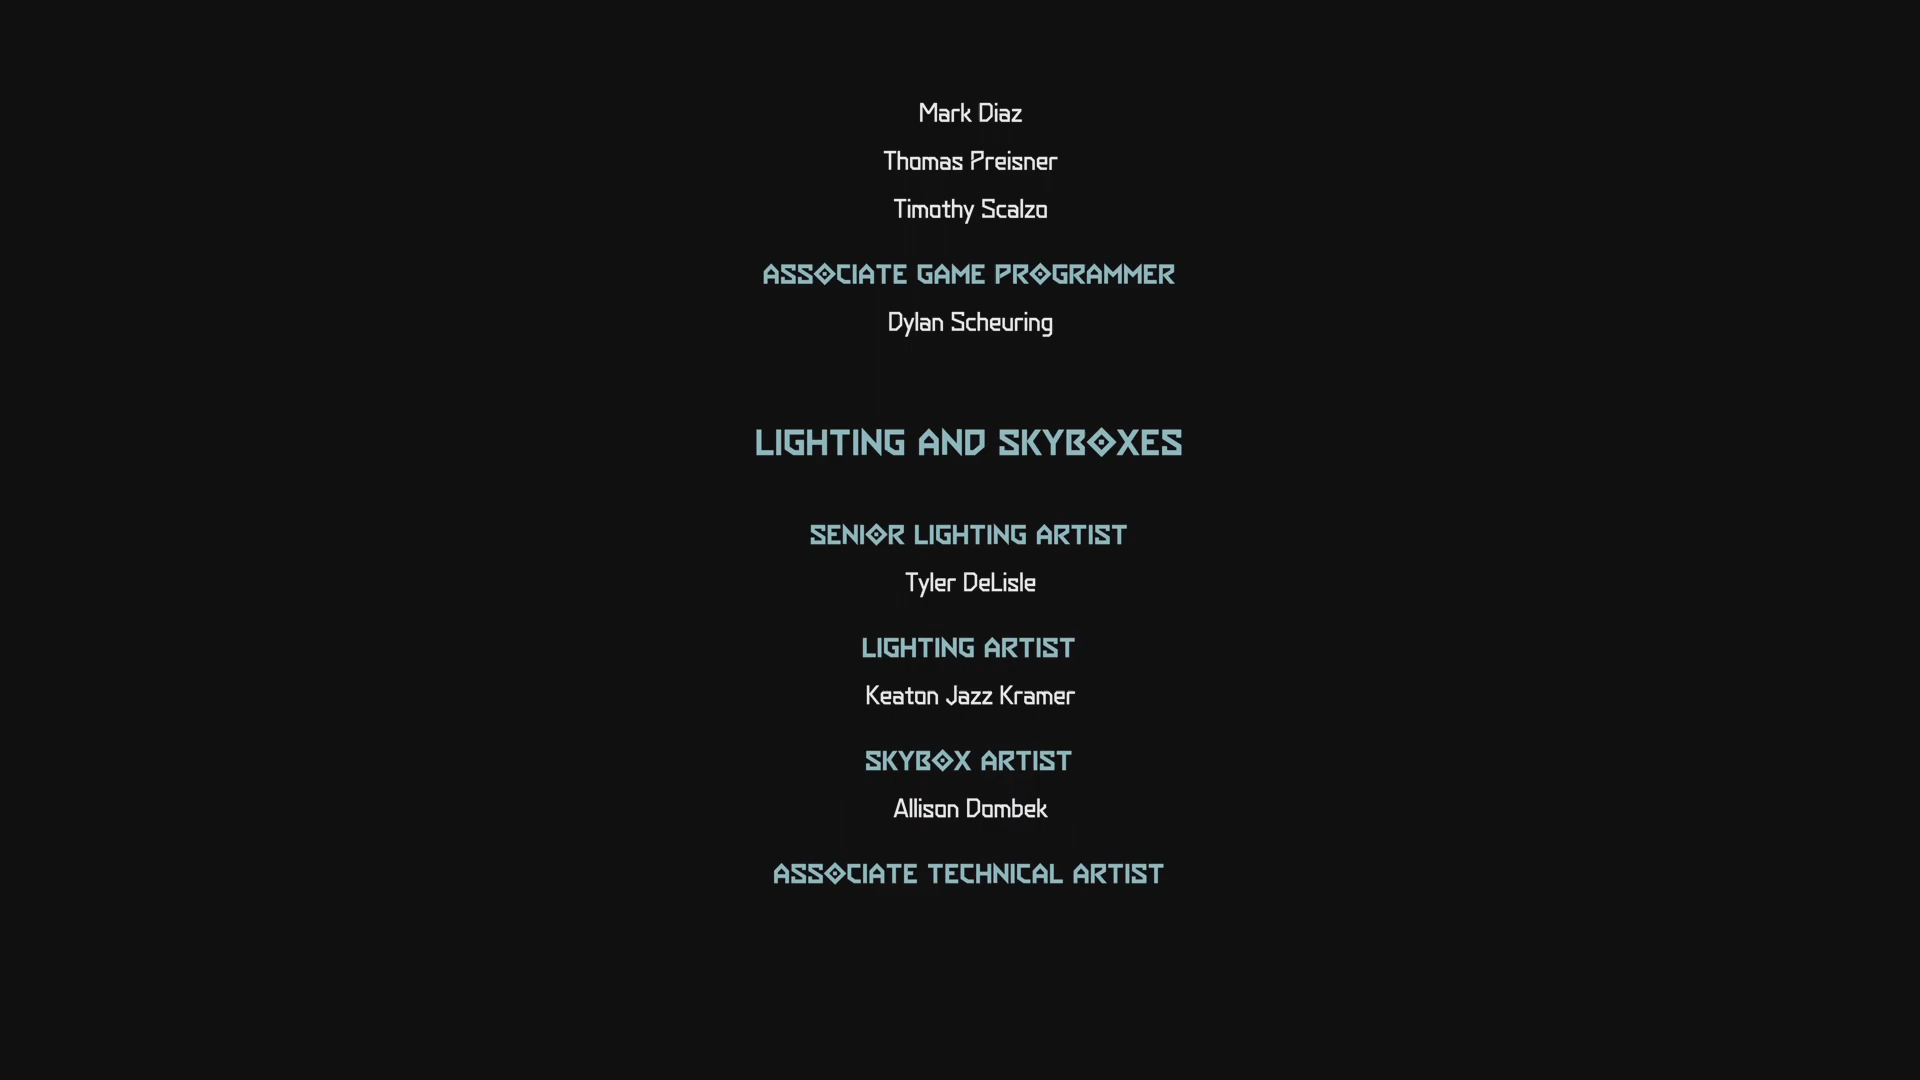 Mark Diaz
Thomas Preisner
Timothy Scalzo
ASSOCIATE GAME PROGRAMMER
Dylan Scheuring
LIGHTING AND SKYBOXES
SENIOR LIGHTING ARTIST
Tyler DeLisle
LIGHTING ARTIST
Keaton Jazz Kramer
SKYBOX ARTIST
Allison Dombek
ASSOCIATE TECHNICAL ARTIST